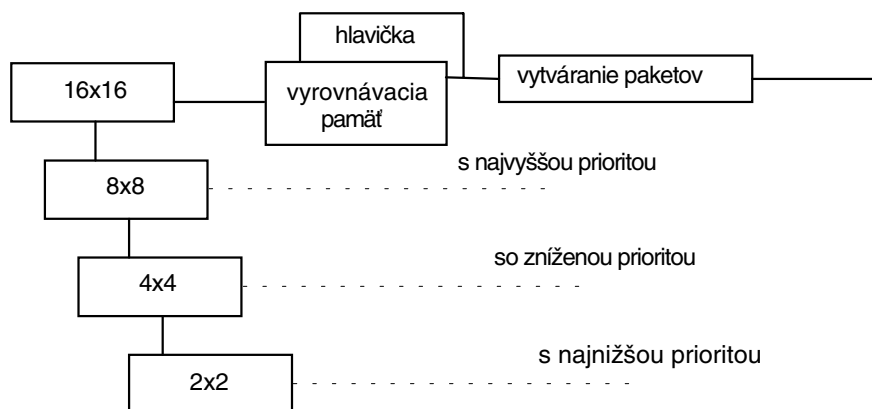 hlavička
16x16
vyrovnávacia
pamäť
vytváranie paketov
s najvyššou prioritou
8x8
so zníženou prioritou
4x4
s najnižšou prioritou
2x2